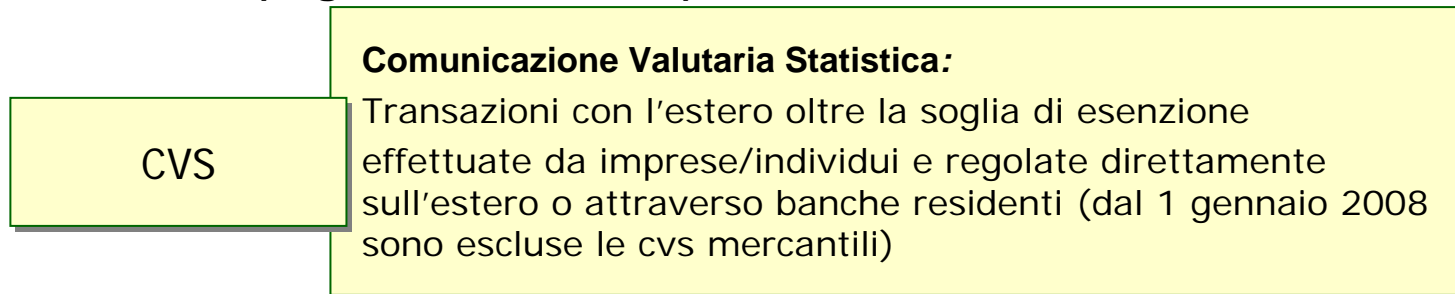 Comunicazione Valutaria Statistica:
Transazioni con l'estero oltre la soglia di esenzione
CVS
effettuate da imprese/individui e regolate direttamente
sull'estero o attraverso banche residenti (dal 1 gennaio 2008
sono escluse le cvs mercantili)